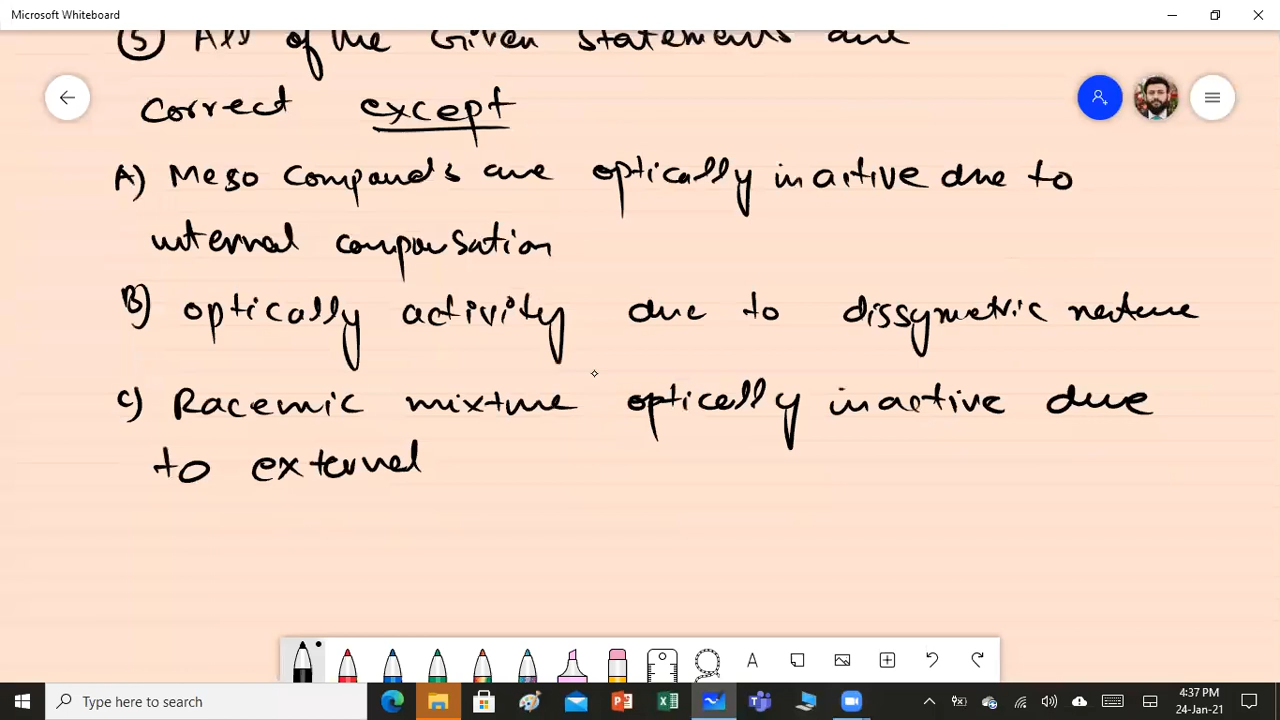 Microsoft Whiteboard
(5) All of the Given Statements are
Correct except
A) Meso Compounds are optically inactive due to
internal compensation
B) optically activity due to dissymetric nature
C) Racemic mixture optically inactive due
to external
A
Type here to search
4:37 PM
24-Jan-21